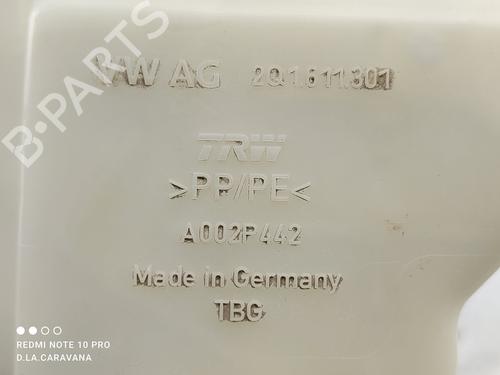 VW AG 2Q1.611.301
TRW
>PP/PE<
A002P442
Made in Germany
TBG
B-PARTS
REDMI NOTE 10 PRO
D.LA.CARAVANA